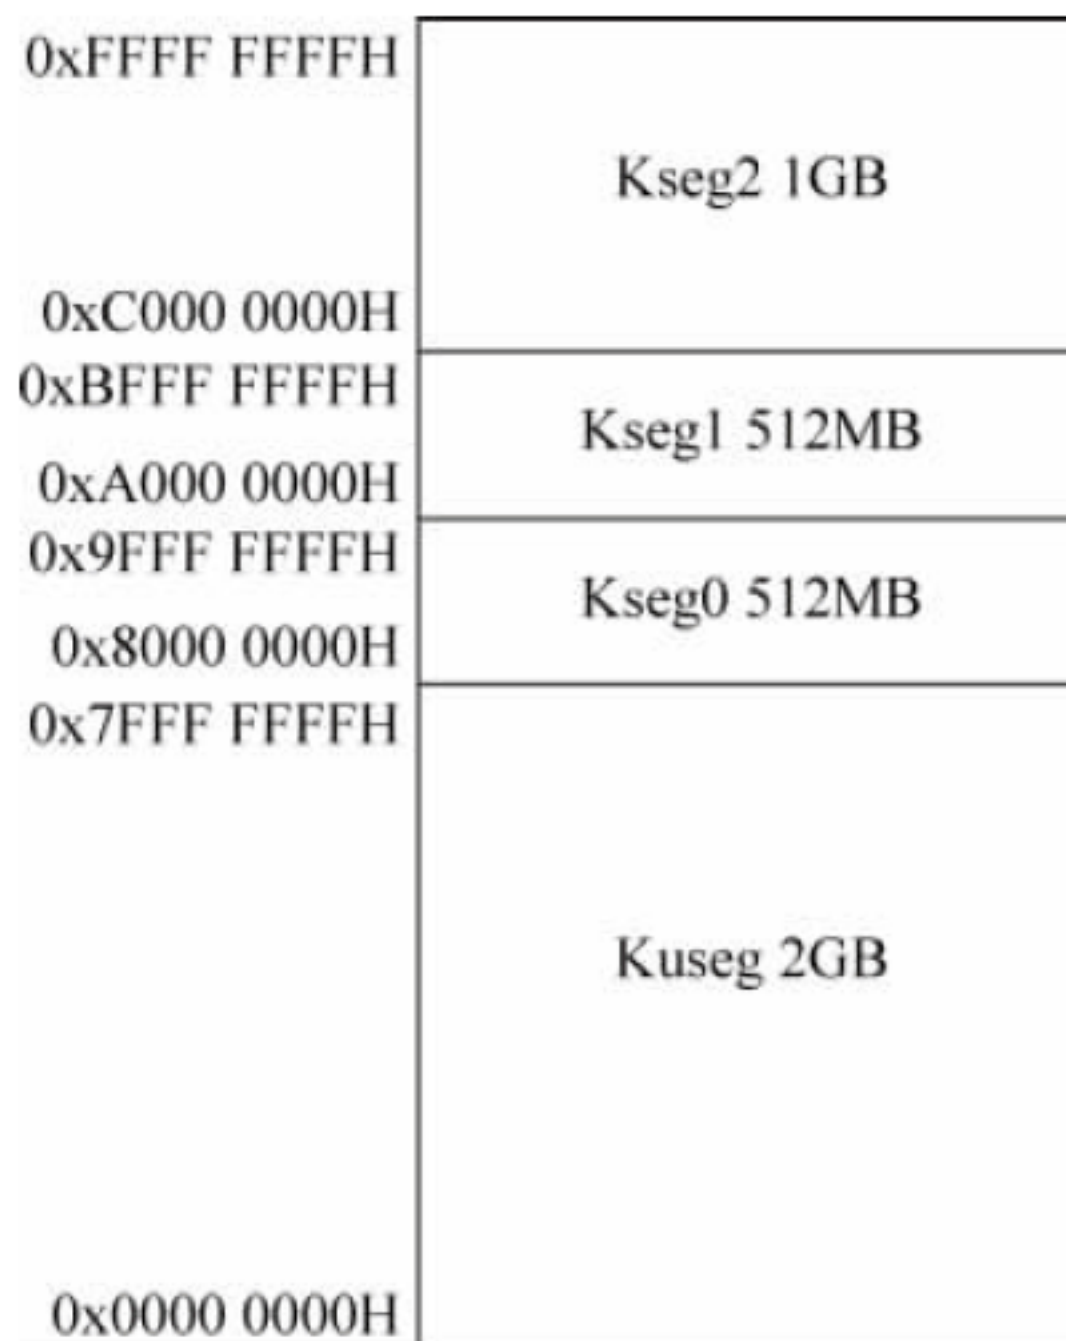 0xFFFF FFFFH
Kseg2 1GB
0xC000 0000H
0xBFFF FFFFH
Kseg1 512MB
0xA000 0000H
0x9FFF FFFFH
Kseg0 512MB
0x8000 0000H
0x7FFF FFFFH
Kuseg 2GB
0x0000 0000H